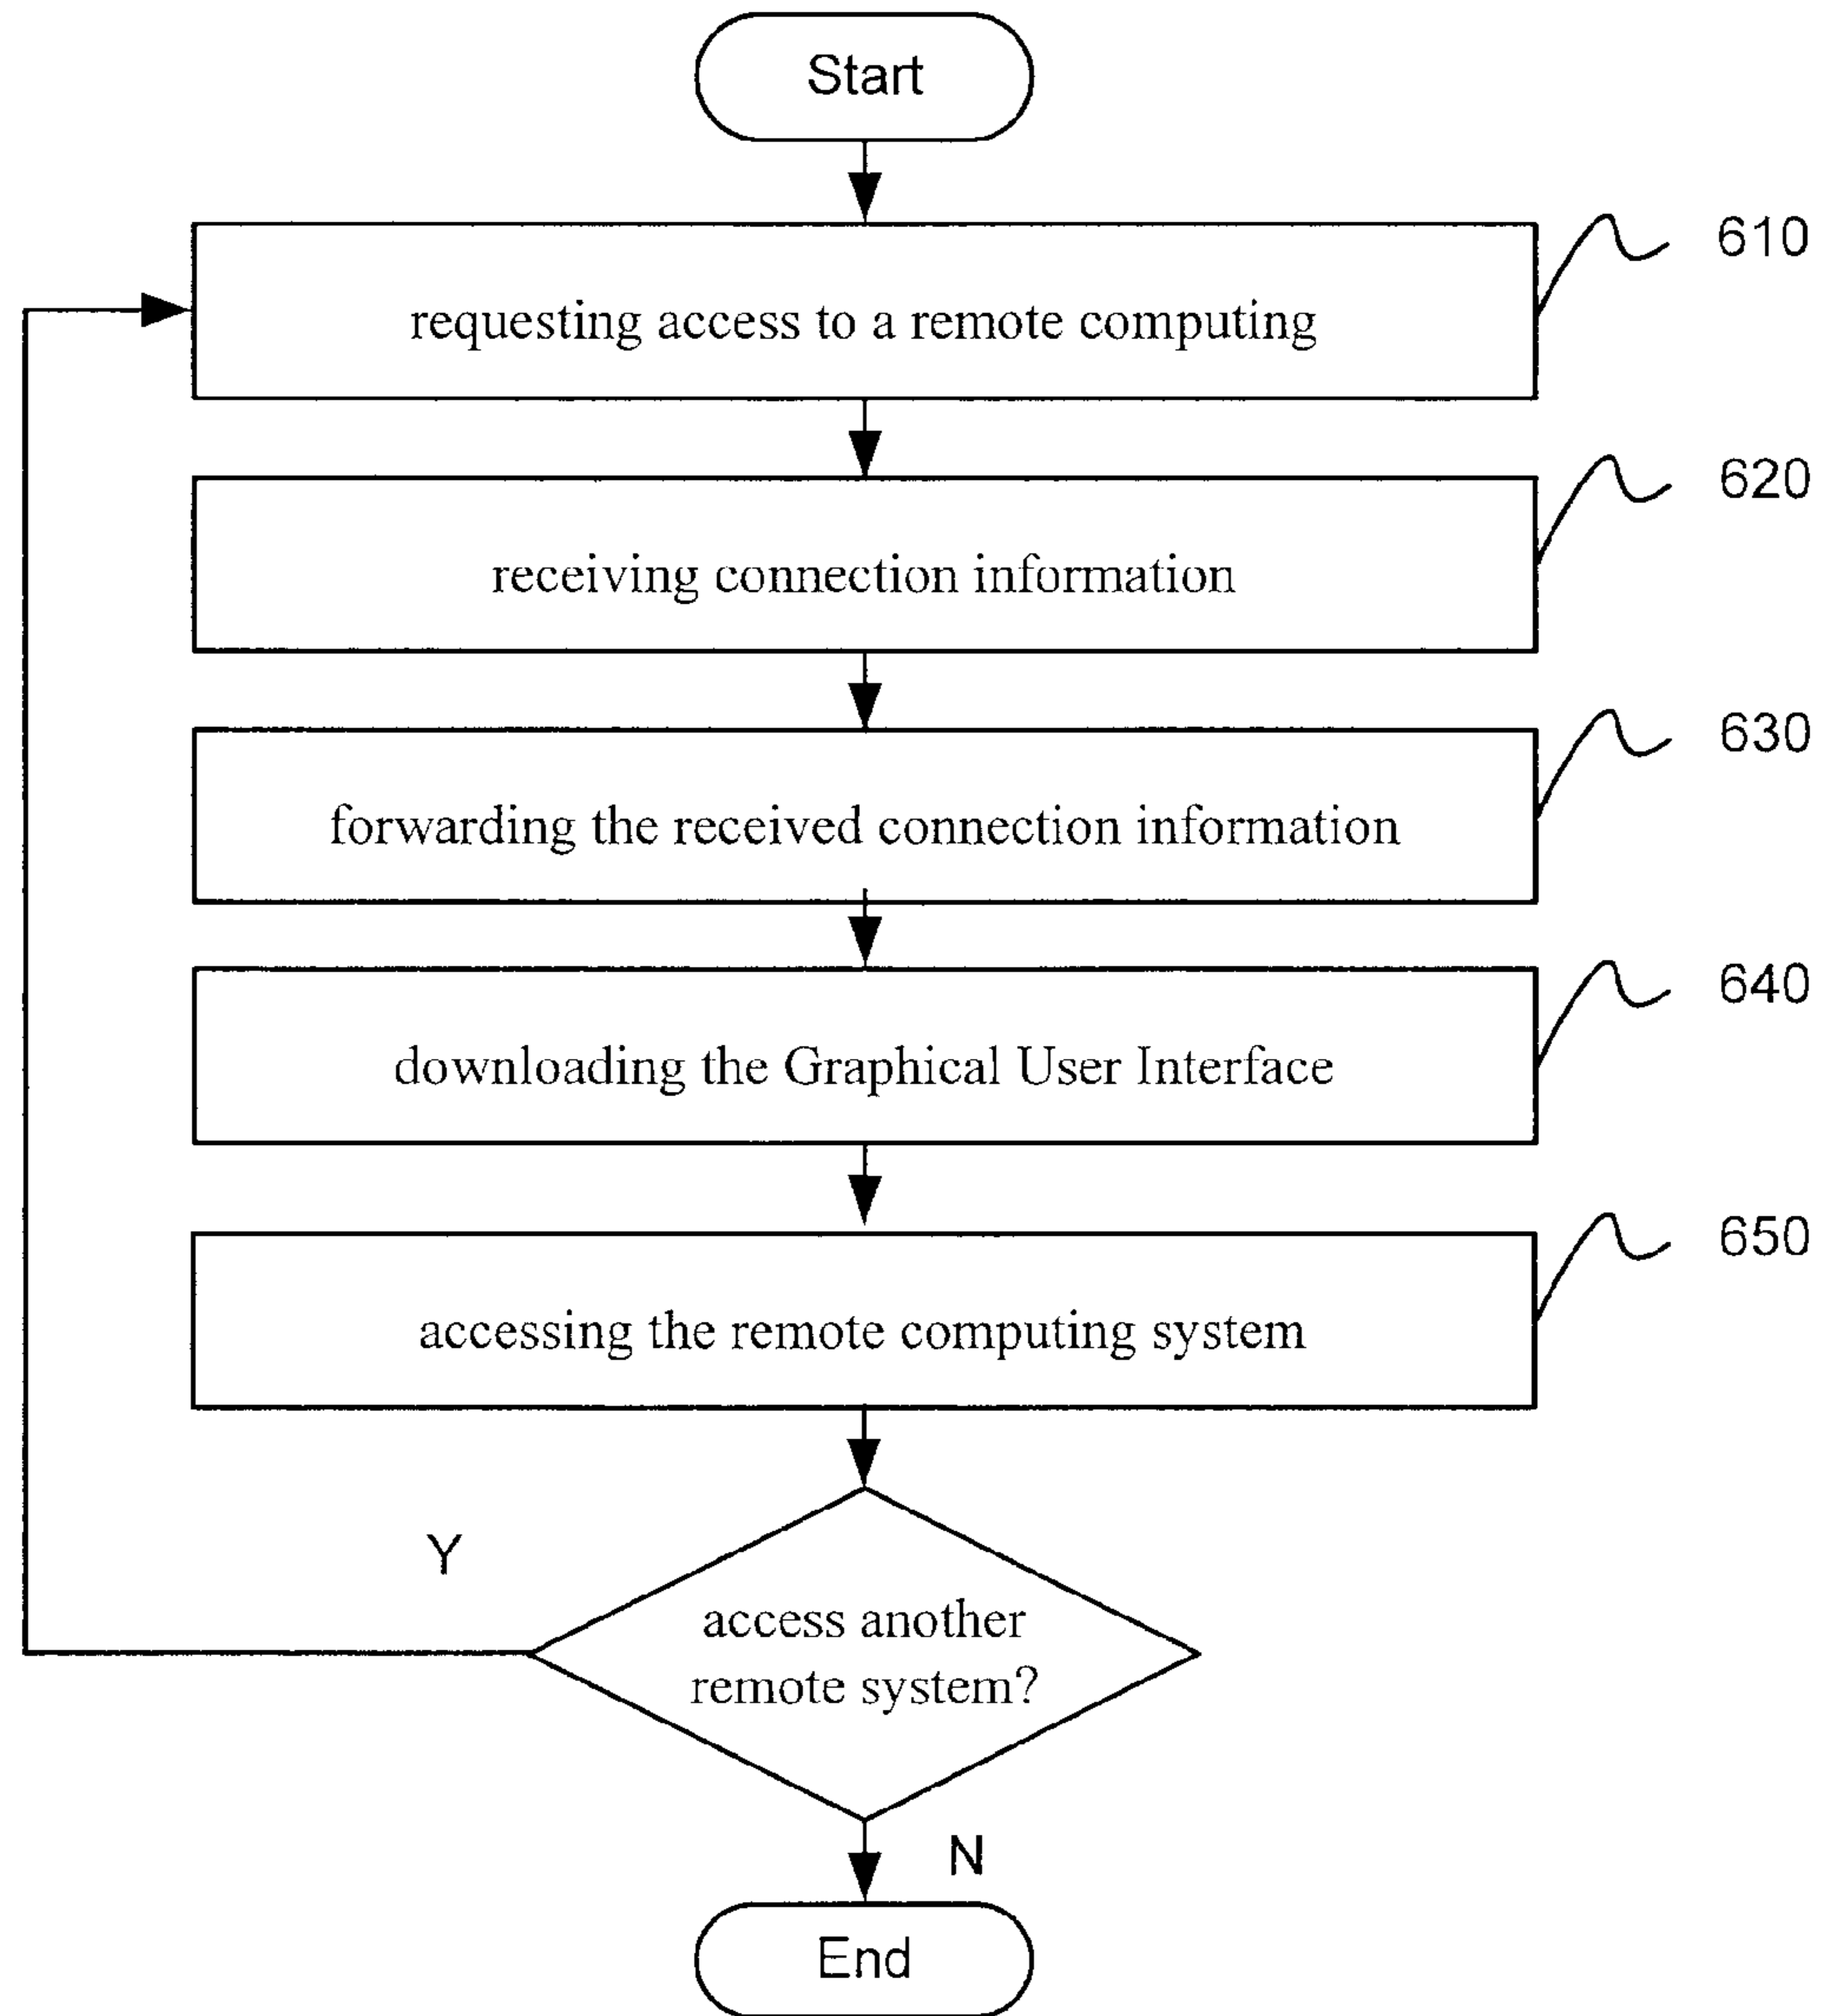 Start
requesting access to a remote computing
610
receiving connection information
620
forwarding the received connection information
630
downloading the Graphical User Interface
640
accessing the remote computing system
650
Y
access another
remote system?
N
End